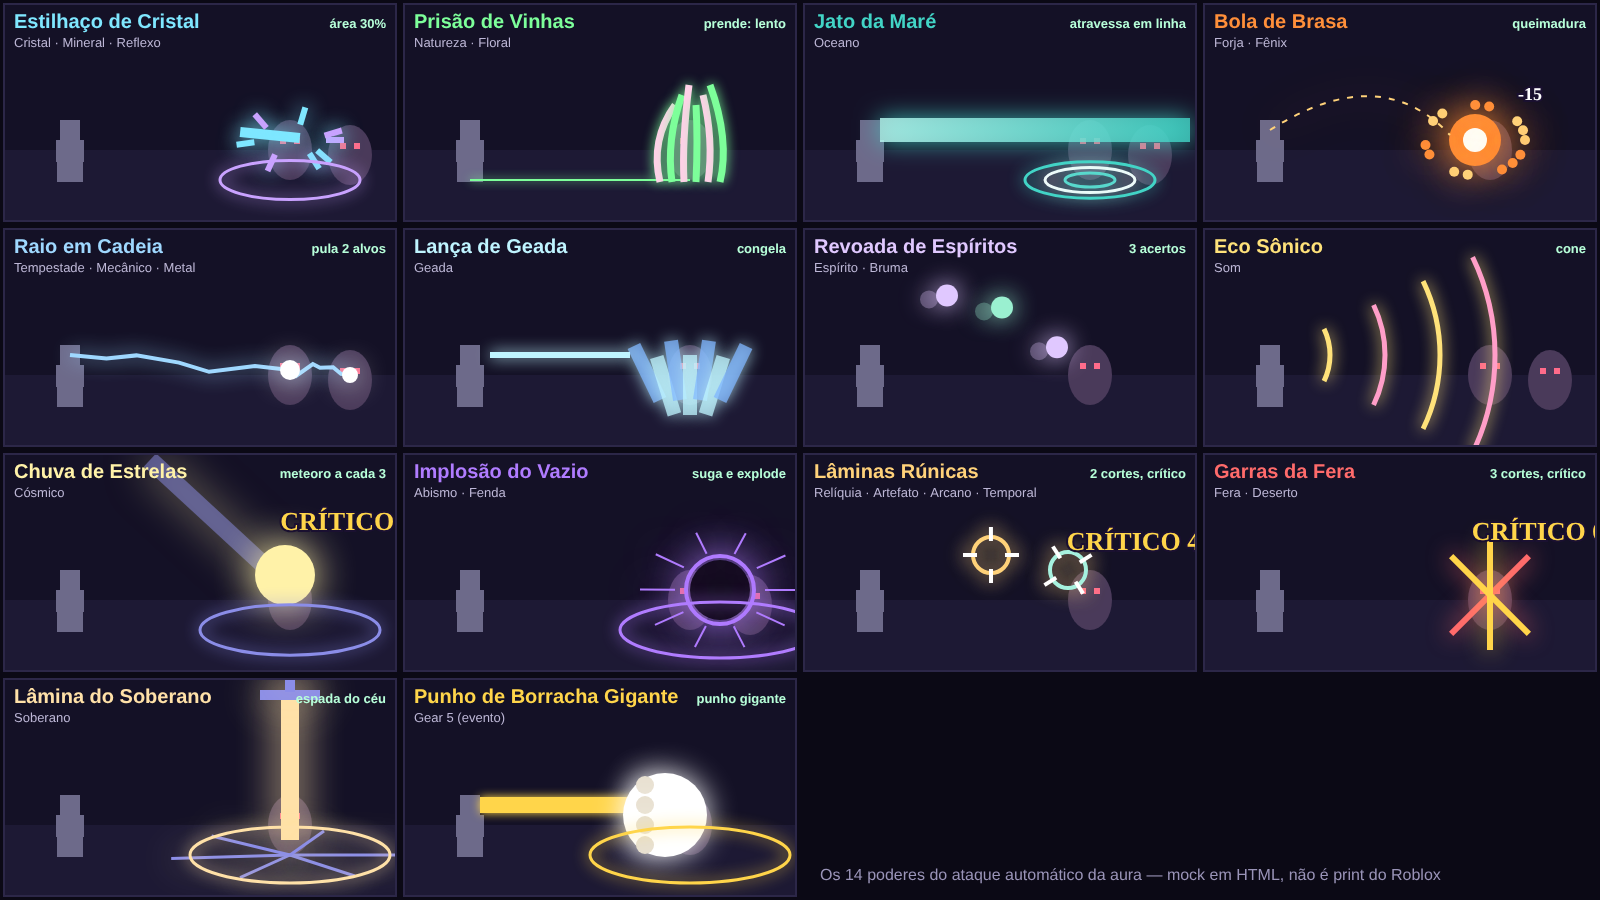 Estilhaço de Cristal
área 30%
Cristal · Mineral · Reflexo
Prisão de Vinhas
prende: lento
Natureza · Floral
Jato da Maré
atravessa em linha
Oceano
Bola de Brasa
queimadura
Forja · Fênix
-15
Raio em Cadeia
pula 2 alvos
Tempestade · Mecânico · Metal
Lança de Geada
congela
Geada
Revoada de Espíritos
3 acertos
Espírito · Bruma
Eco Sônico
cone
Som
Chuva de Estrelas
meteoro a cada 3
Cósmico
CRÍTICO
Implosão do Vazio
suga e explode
Abismo · Fenda
Lâminas Rúnicas
2 cortes, crítico
Relíquia · Artefato · Arcano · Temporal
CRÍTICO 4
Garras da Fera
3 cortes, crítico
Fera · Deserto
CRÍTICO
Lâmina do Soberano
espada do céu
Soberano
Punho de Borracha Gigante
punho gigante
Gear 5 (evento)
Os 14 poderes do ataque automático da aura — mock em HTML, não é print do Roblox